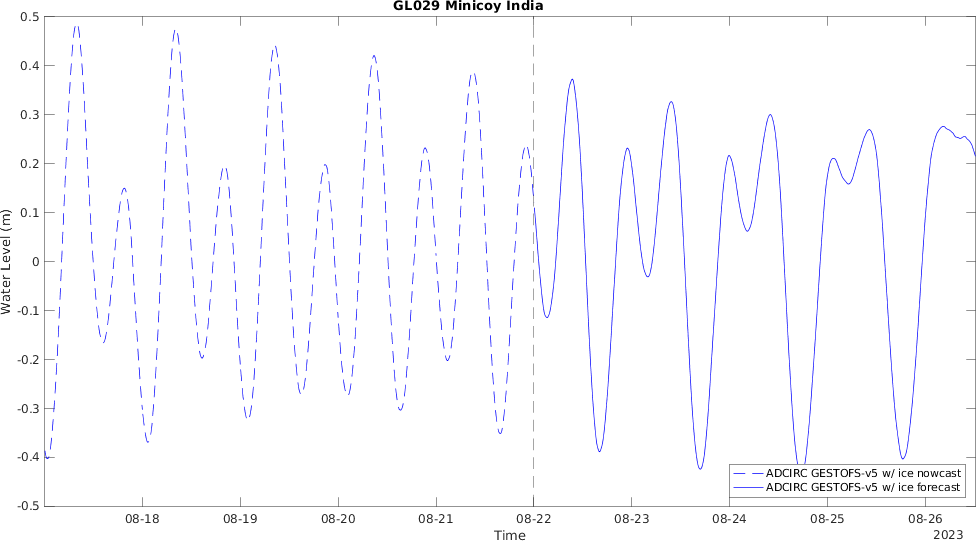 GL029 Minicoy India
0.5
0.4
0.3
0.2
0.1
0
-0.1
-0.2
-0.3
-0.4
-0.5
Water Level (m)
ADCIRC GESTOFS-v5 w/ ice nowcast
ADCIRC GESTOFS-v5 w/ ice forecast
08-18 08-19 08-20 08-21 08-22 08-23 08-24 08-25 08-26
Time
2023